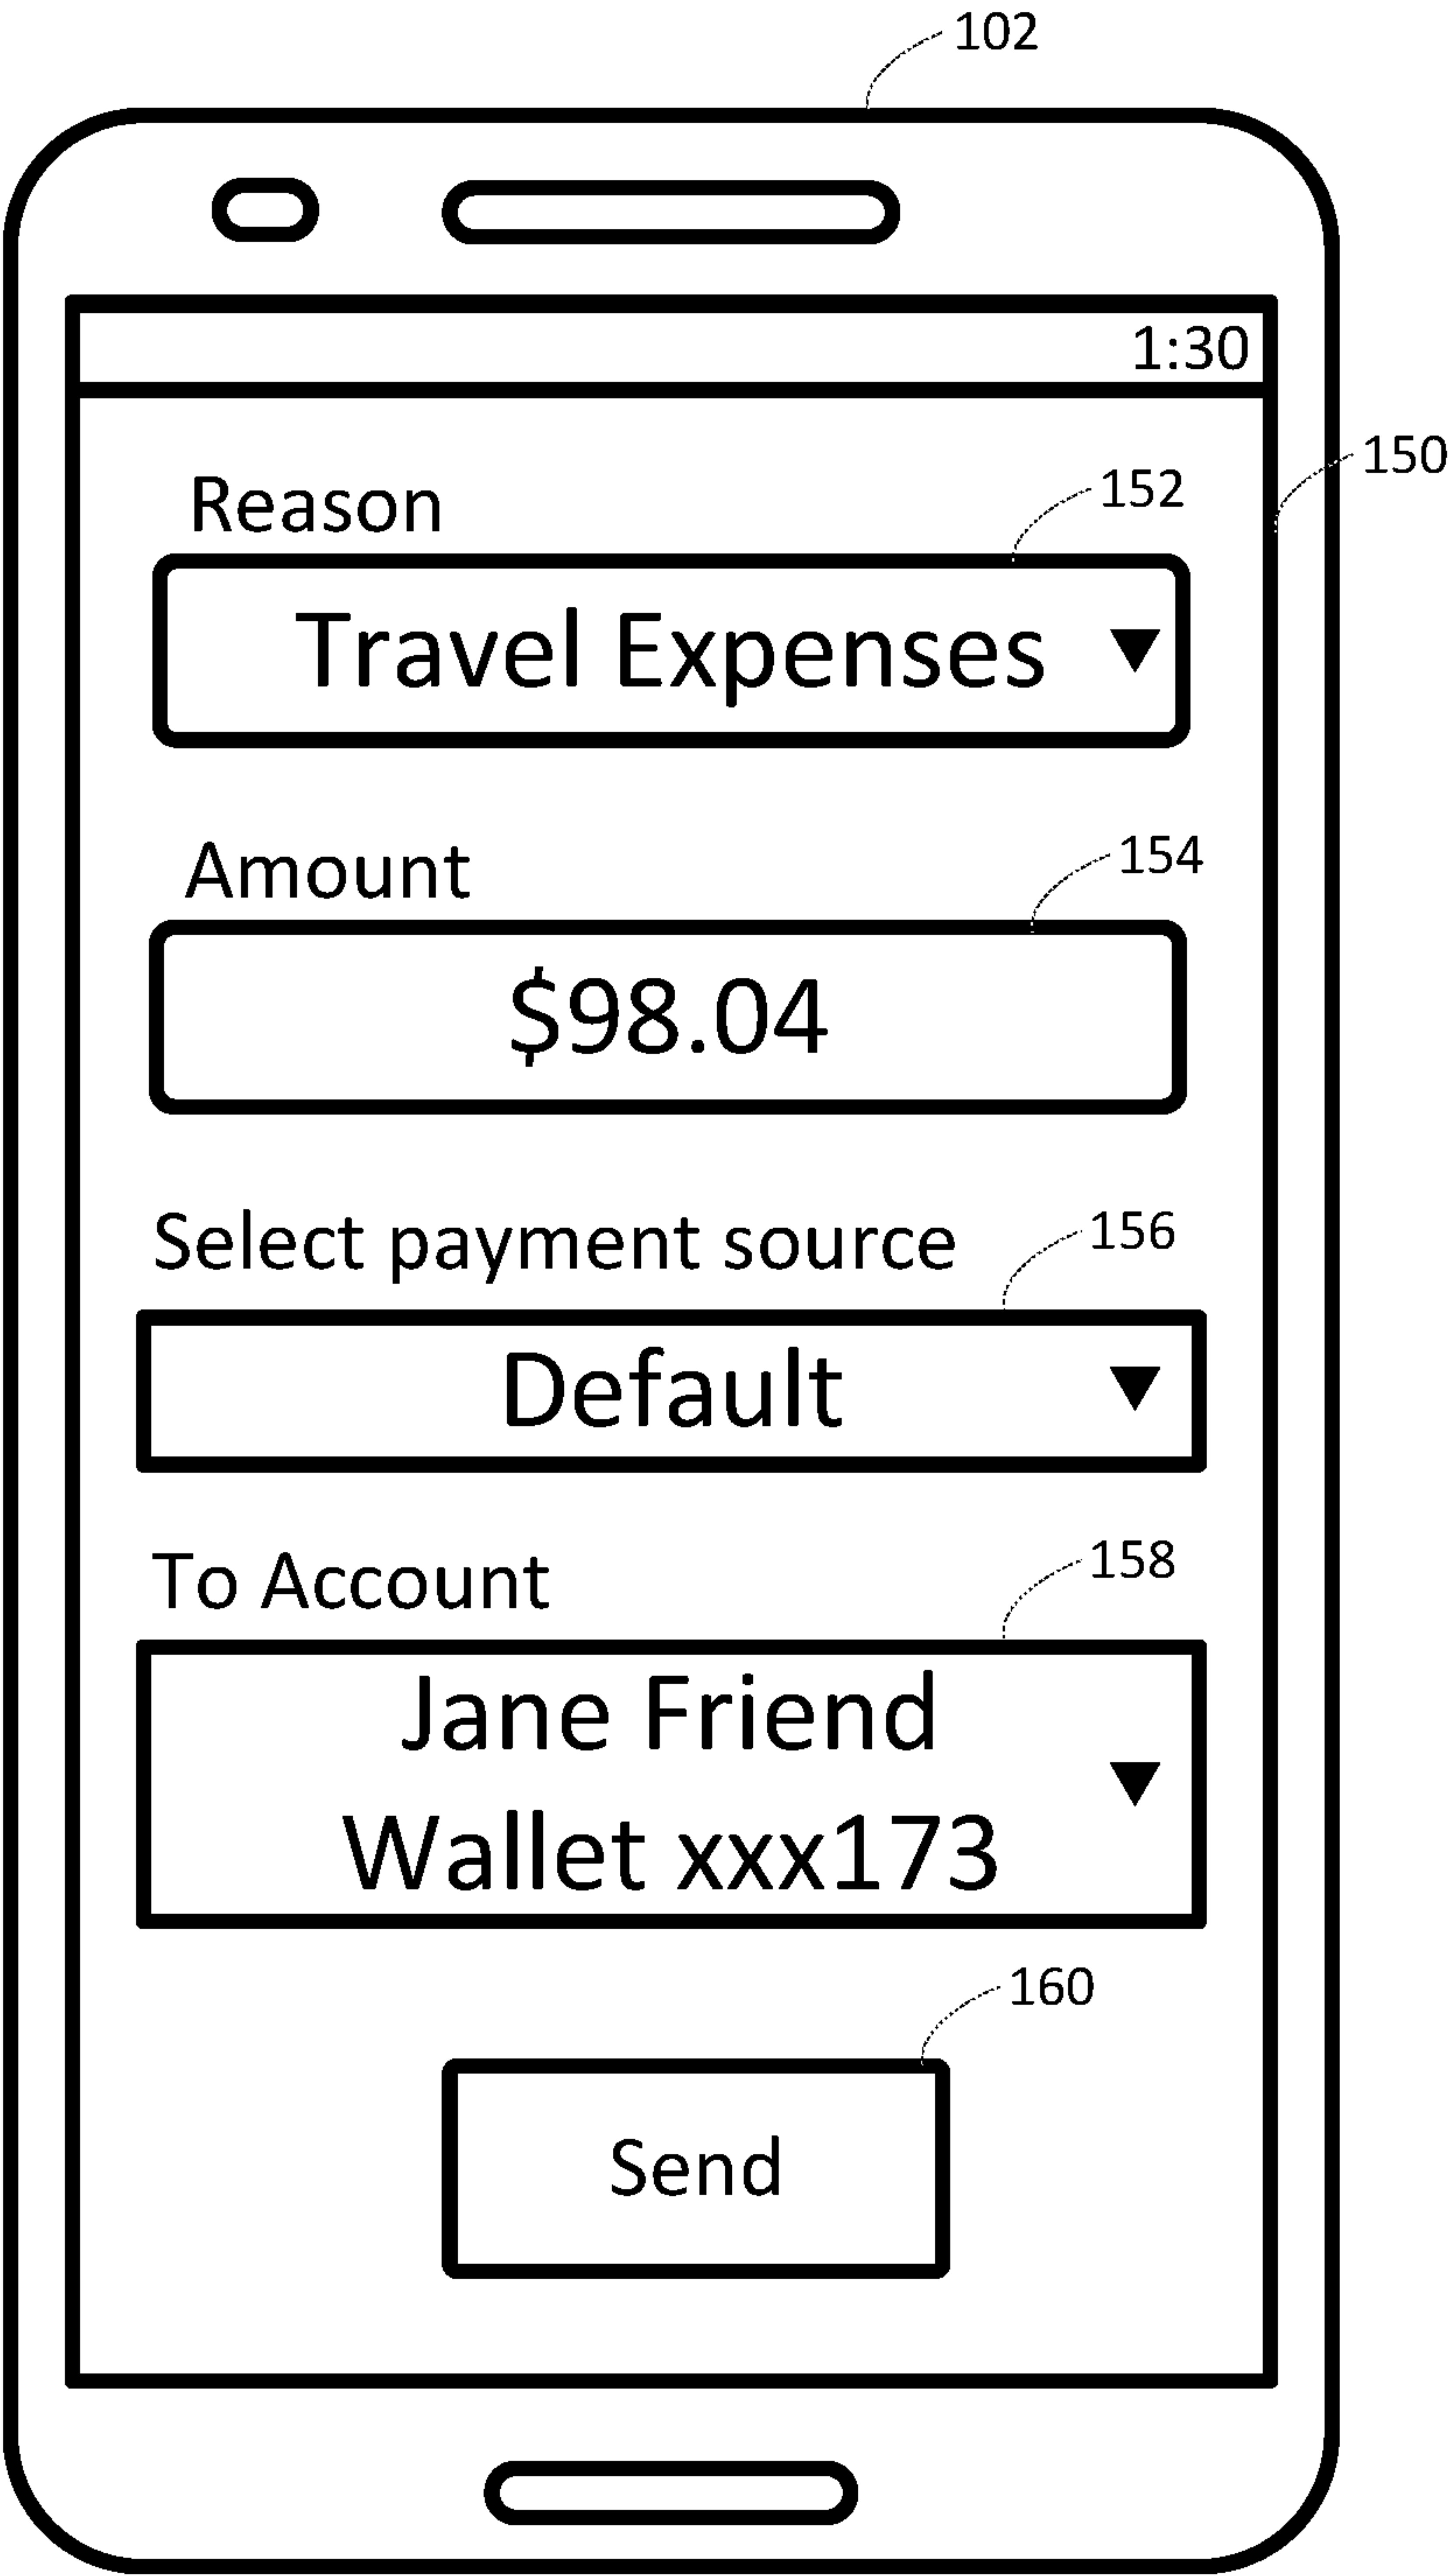 102
1:30
150
Reason
152
Travel Expenses
Amount
154
$98.04
Select payment source
156
Default
To Account
158
Jane Friend
Wallet xxx173
160
Send